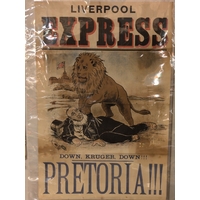 LIVERPOOL
EXPRESS
DOWN, KRUGER, DOWN
PRETORIA!!!